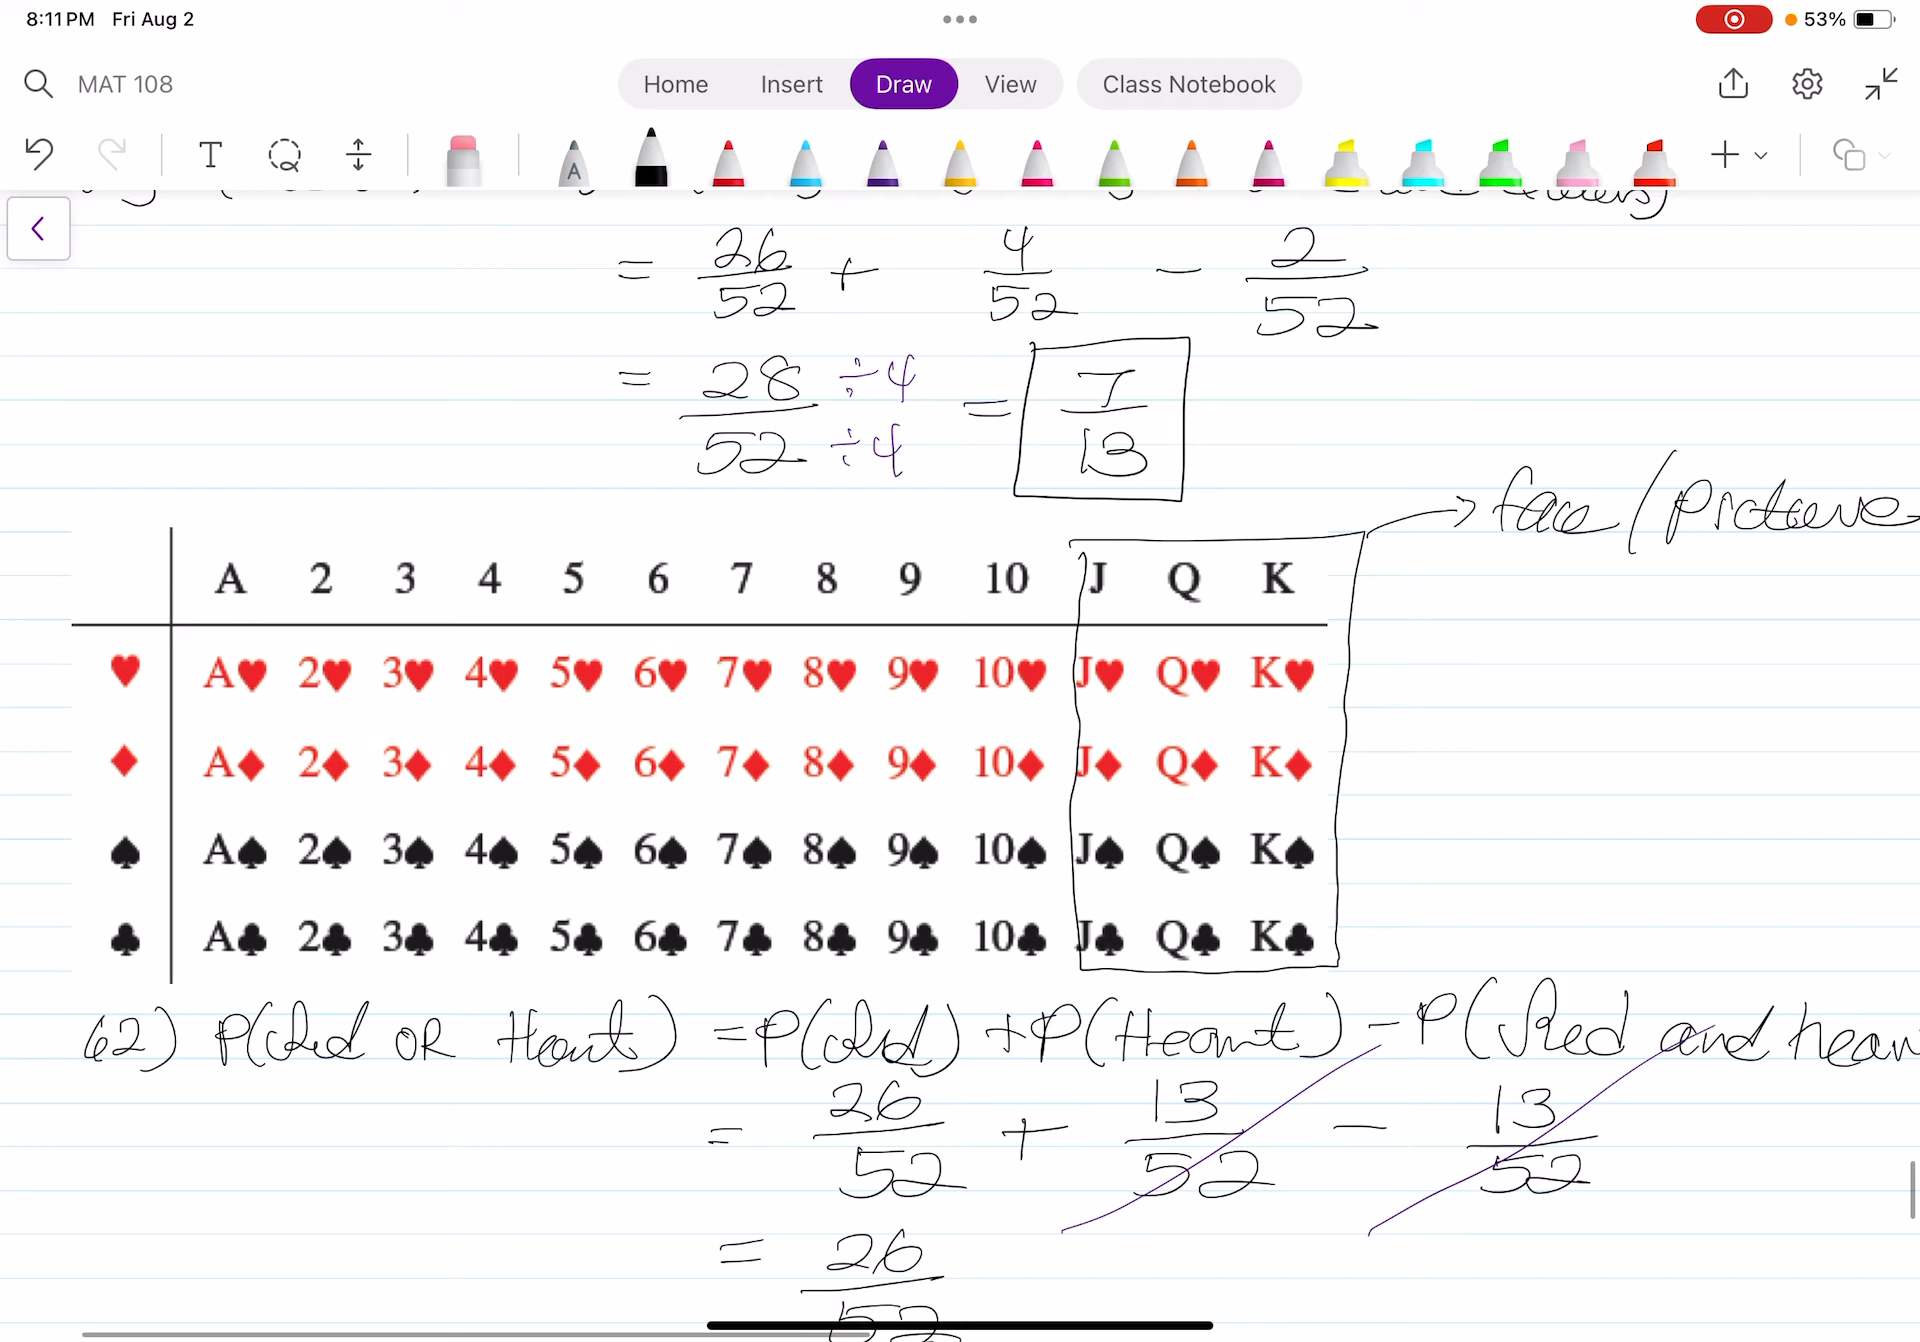 8:11 PM Fri Aug 2 53%
MAT 108 Home Insert Draw View Class Notebook
T A
= 26/52 + 4/52 - 2/52
= 28/52 ÷4/÷4 = 7/13
face / Picture
A 2 3 4 5 6 7 8 9 10 J Q K
♥ A♥ 2♥ 3♥ 4♥ 5♥ 6♥ 7♥ 8♥ 9♥ 10♥ J♥ Q♥ K♥
♦ A♦ 2♦ 3♦ 4♦ 5♦ 6♦ 7♦ 8♦ 9♦ 10♦ J♦ Q♦ K♦
♠ A♠ 2♠ 3♠ 4♠ 5♠ 6♠ 7♠ 8♠ 9♠ 10♠ J♠ Q♠ K♠
♣ A♣ 2♣ 3♣ 4♣ 5♣ 6♣ 7♣ 8♣ 9♣ 10♣ J♣ Q♣ K♣
62) P(Red OR Heart) = P(Red) + P(Heart) - P(Red and hear
= 26/52 + 13/52 - 13/52
= 26/52